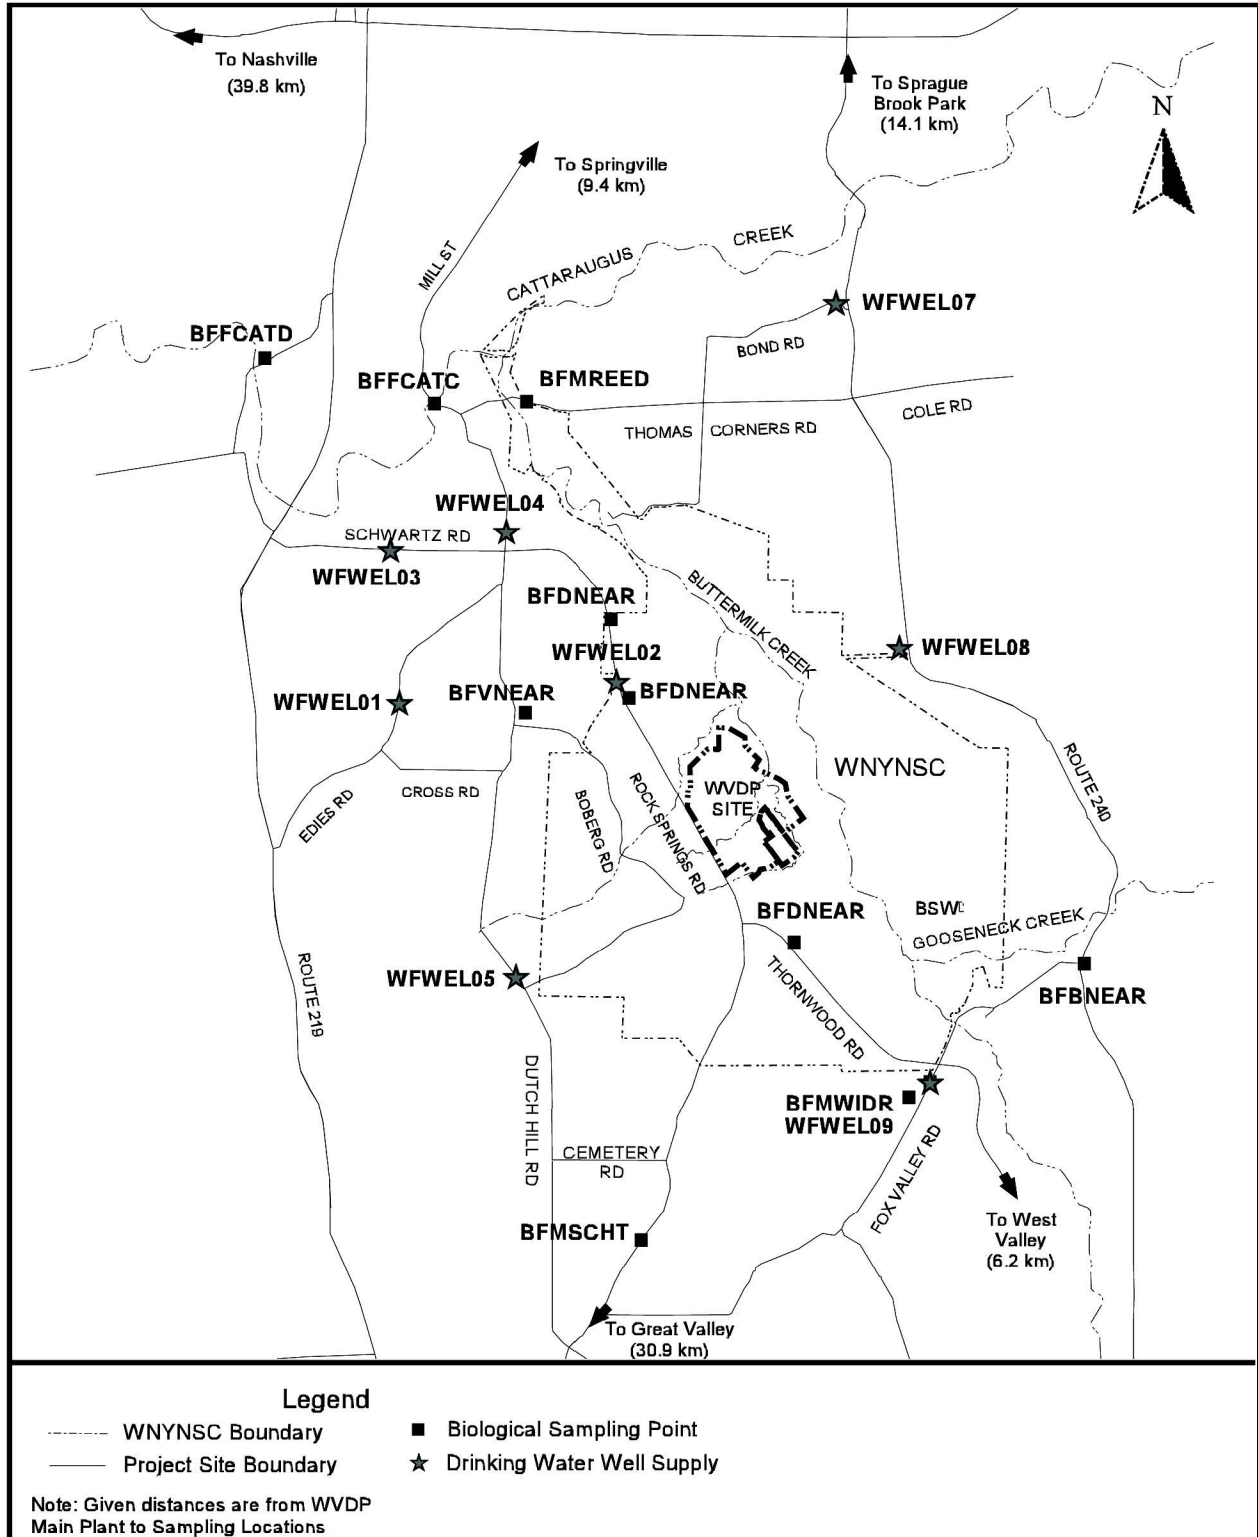 To Nashville
(39.8 km)
To Sprague
Brook Park
(14.1 km)
N
To Springville
(9.4 km)
MILL ST
CATTARAUGUS
CREEK
WFWEL07
BFFCATD
BOND RD
BFFCATC
BFMREED
COLE RD
THOMAS
CORNERS RD
WFWEL04
SCHWARTZ RD
WFWEL03
BUTTERMILK CREEK
BFDNEAR
WFWEL02
WFWEL08
WFWEL01
BFVNEAR
BFDNEAR
WNYNSC
ROUTE 240
WVDP
SITE
CROSS RD
EDIES RD
BOBERG RD
ROCK SPRINGS RD
BFDNEAR
BSW
GOOSENECK CREEK
WFWEL05
ROUTE 219
THORNWOOD RD
BFBNEAR
DUTCH HILL RD
BFMWIDR
WFWEL09
CEMETERY
RD
FOX VALLEY RD
BFMSCHT
To West
Valley
(6.2 km)
To Great Valley
(30.9 km)
Legend
WNYNSC Boundary
Biological Sampling Point
Project Site Boundary
Drinking Water Well Supply
Note: Given distances are from WVDP
Main Plant to Sampling Locations